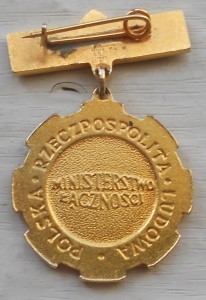 POLSKA · RZECZPOSPOLITA · LUDOWA ·
MINISTERSTWO
ŁĄCZNOŚCI